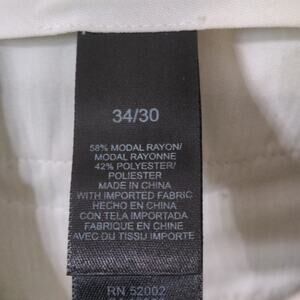 34/30
58% MODAL RAYON/
MODAL RAYONNE
42% POLYESTER/
POLIESTER
MADE IN CHINA
WITH IMPORTED FABRIC
HECHO EN CHINA
CON TELA IMPORTADA
FABRIQUE EN CHINE
AVEC DU TISSU IMPORTE
RN 52002